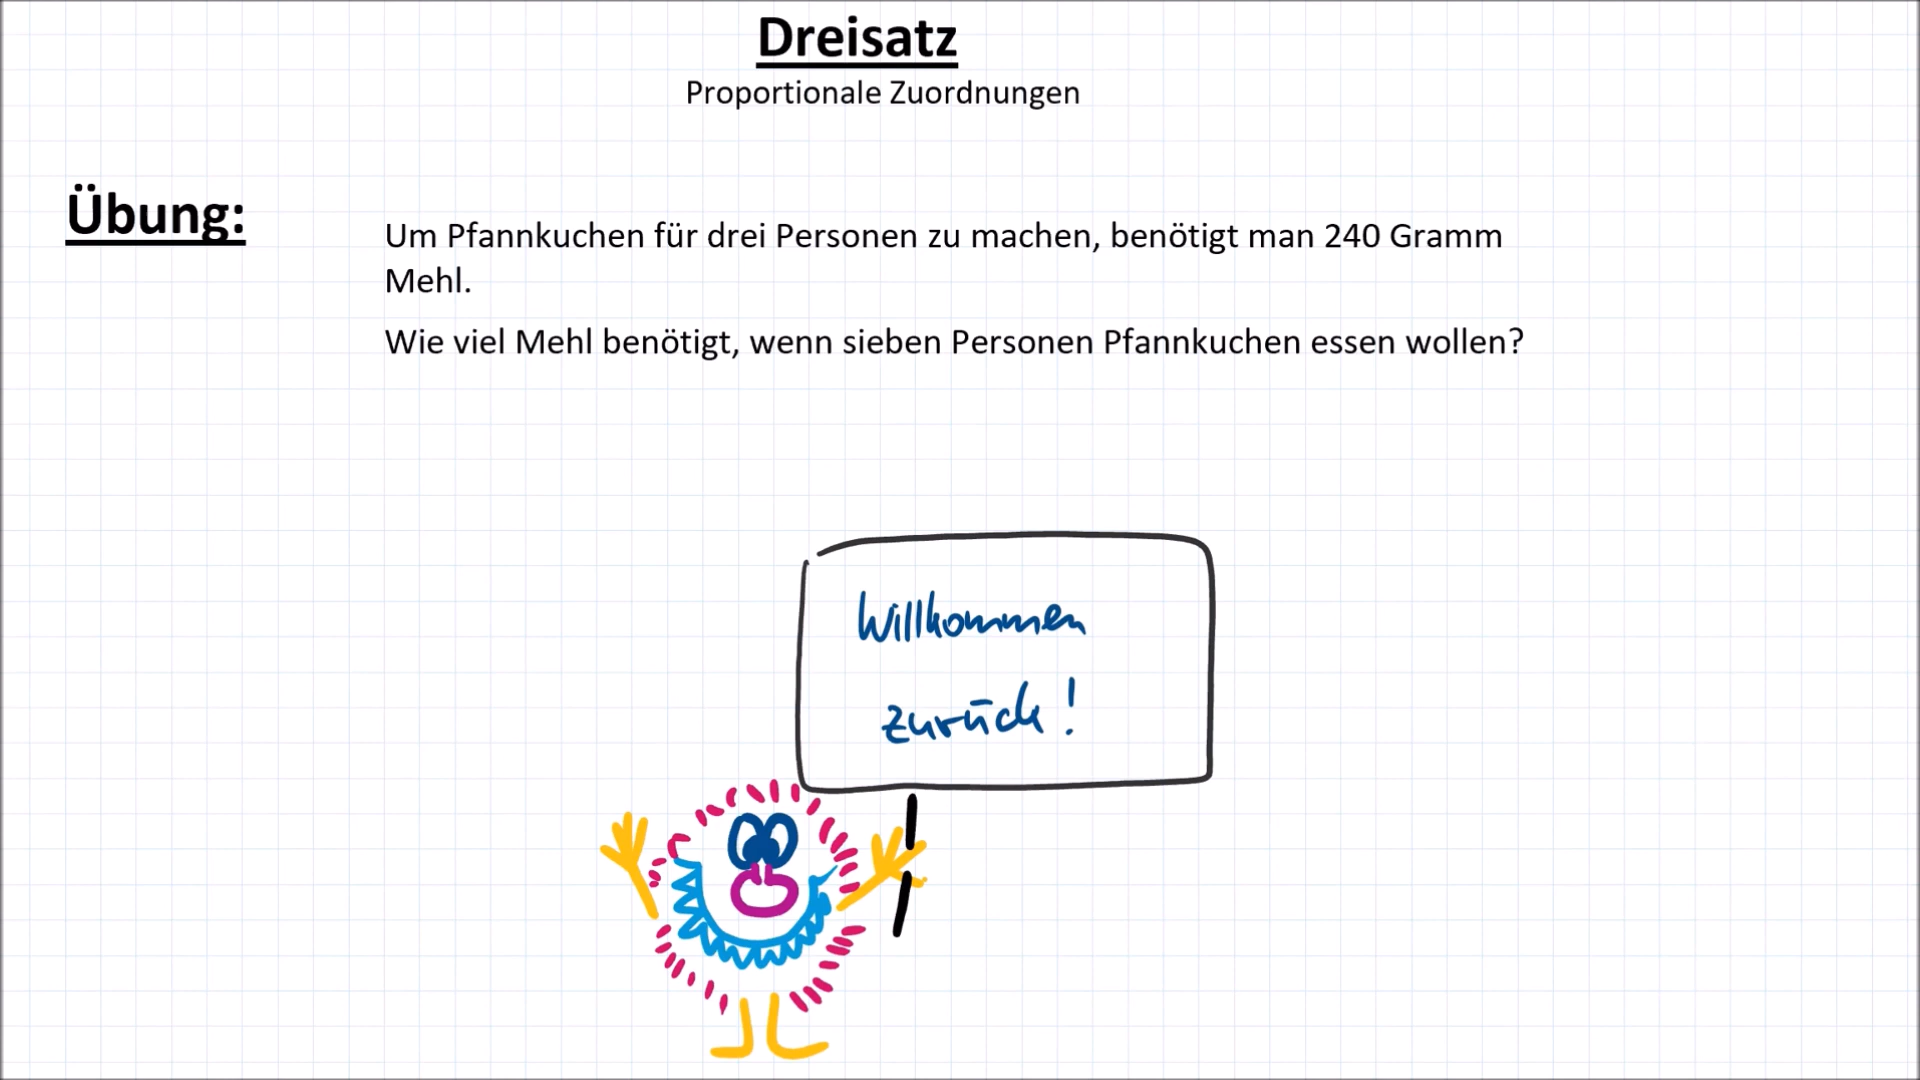 Dreisatz
Proportionale Zuordnungen
Übung:
Um Pfannkuchen für drei Personen zu machen, benötigt man 240 Gramm
Mehl.
Wie viel Mehl benötigt, wenn sieben Personen Pfannkuchen essen wollen?
Willkommen
zurück!